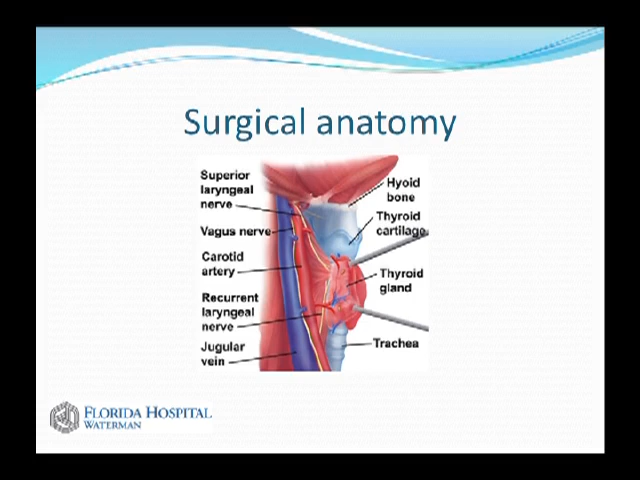 Surgical anatomy
Superior
laryngeal
nerve
Vagus nerve
Carotid
artery
Recurrent
laryngeal
nerve
Jugular
vein
Hyoid
bone
Thyroid
cartilage
Thyroid
gland
Trachea
FLORIDA HOSPITAL
WATERMAN